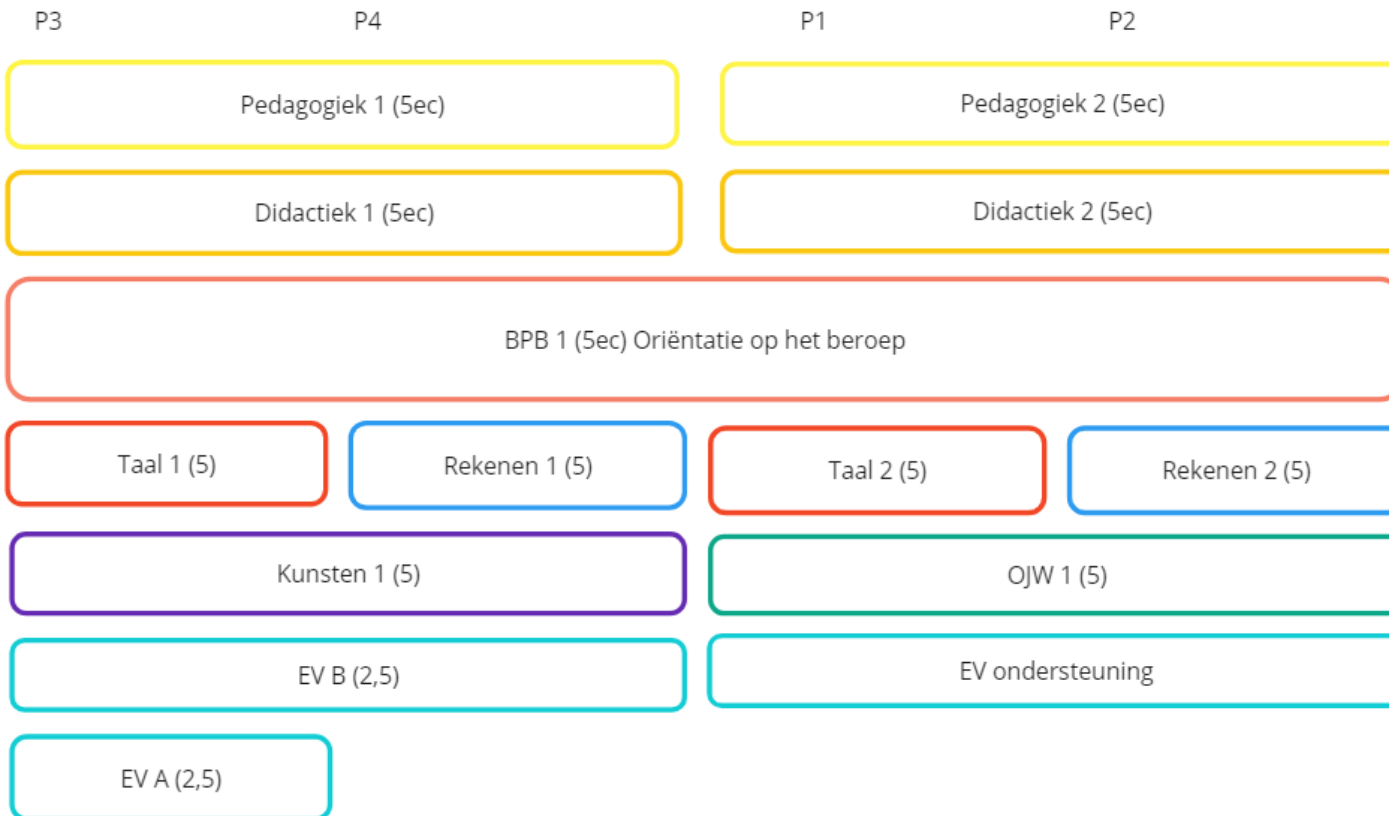 P3 P4 P1 P2
Pedagogiek 1 (5ec) Pedagogiek 2 (5ec)
Didactiek 1 (5ec) Didactiek 2 (5ec)
BPB 1 (5ec) Oriëntatie op het beroep
Taal 1 (5) Rekenen 1 (5) Taal 2 (5) Rekenen 2 (5)
Kunsten 1 (5) OJW 1 (5)
EV B (2,5) EV ondersteuning
EV A (2,5)